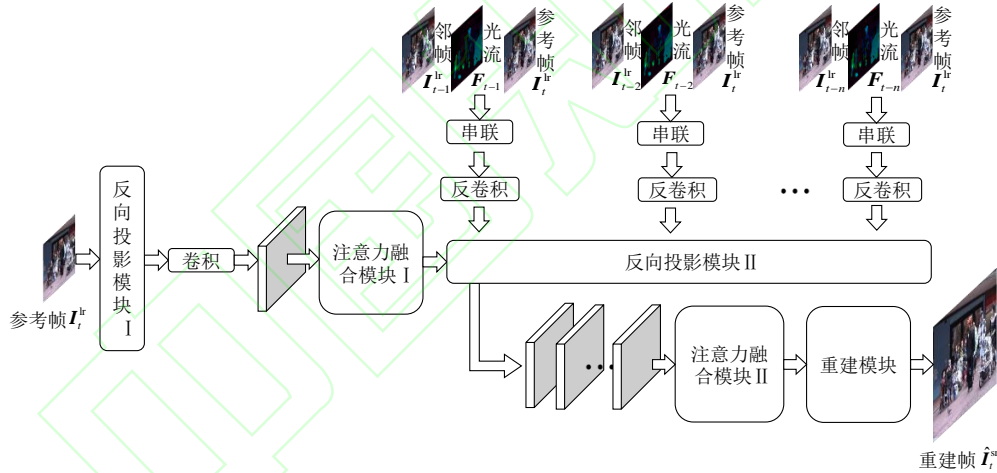 邻帧 I_{t-1}^{lr} 光流 F_{t-1} 参考帧 I_t^{lr}
邻帧 I_{t-2}^{lr} 光流 F_{t-2} 参考帧 I_t^{lr}
邻帧 I_{t-n}^{lr} 光流 F_{t-n} 参考帧 I_t^{lr}
串联
串联
串联
反卷积
反卷积
...
反卷积
参考帧 I_t^{lr}
反向投影模块Ⅰ
卷积
注意力融
合模块Ⅰ
反向投影模块Ⅱ
...
注意力融
合模块Ⅱ
重建模块
重建帧 Î_t^{sr}